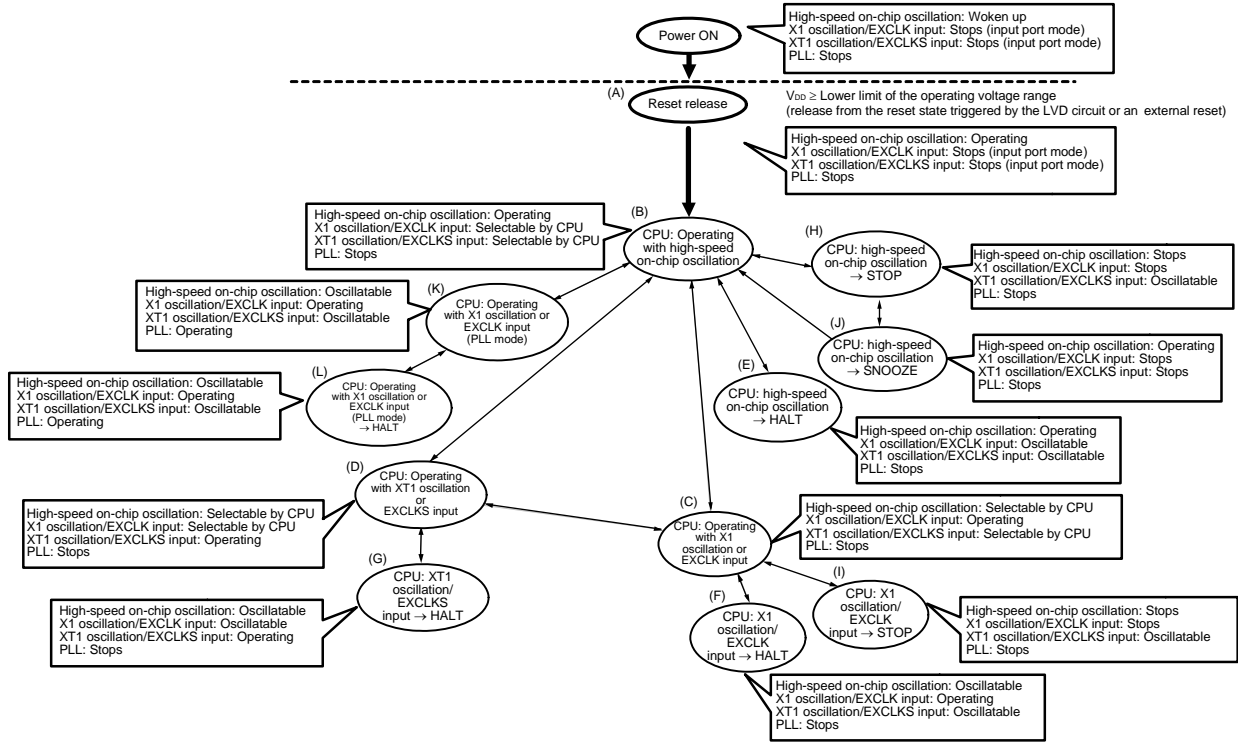 High-speed on-chip oscillation: Woken up
X1 oscillation/EXCLK input: Stops (input port mode)
XT1 oscillation/EXCLKS input: Stops (input port mode)
PLL: Stops
Power ON
(A)
Reset release
VDD ≥ Lower limit of the operating voltage range
(release from the reset state triggered by the LVD circuit or an external reset)
High-speed on-chip oscillation: Operating
X1 oscillation/EXCLK input: Stops (input port mode)
XT1 oscillation/EXCLKS input: Stops (input port mode)
PLL: Stops
High-speed on-chip oscillation: Operating
X1 oscillation/EXCLK input: Selectable by CPU
XT1 oscillation/EXCLKS input: Selectable by CPU
PLL: Stops
(B)
CPU: Operating
with high-speed
on-chip oscillation
(H)
CPU: high-speed
on-chip oscillation
→ STOP
High-speed on-chip oscillation: Stops
X1 oscillation/EXCLK input: Stops
XT1 oscillation/EXCLKS input: Oscillatable
PLL: Stops
High-speed on-chip oscillation: Oscillatable
X1 oscillation/EXCLK input: Operating
XT1 oscillation/EXCLKS input: Oscillatable
PLL: Operating
(K)
CPU: Operating
with X1 oscillation or
EXCLK input
(PLL mode)
(J)
CPU: high-speed
on-chip oscillation
→ SNOOZE
High-speed on-chip oscillation: Operating
X1 oscillation/EXCLK input: Stops
XT1 oscillation/EXCLKS input: Stops
PLL: Stops
High-speed on-chip oscillation: Oscillatable
X1 oscillation/EXCLK input: Operating
XT1 oscillation/EXCLKS input: Oscillatable
PLL: Operating
(L)
CPU: Operating
with X1 oscillation or
EXCLK input
(PLL mode)
→ HALT
(E)
CPU: high-speed
on-chip oscillation
→ HALT
High-speed on-chip oscillation: Operating
X1 oscillation/EXCLK input: Oscillatable
XT1 oscillation/EXCLKS input: Oscillatable
PLL: Stops
(D)
CPU: Operating
with XT1 oscillation
or
EXCLKS input
High-speed on-chip oscillation: Selectable by CPU
X1 oscillation/EXCLK input: Selectable by CPU
XT1 oscillation/EXCLKS input: Operating
PLL: Stops
(C)
CPU: Operating
with X1
oscillation or
EXCLK input
High-speed on-chip oscillation: Selectable by CPU
X1 oscillation/EXCLK input: Operating
XT1 oscillation/EXCLKS input: Selectable by CPU
PLL: Stops
(G)
CPU: XT1
oscillation/
EXCLKS
input → HALT
High-speed on-chip oscillation: Oscillatable
X1 oscillation/EXCLK input: Oscillatable
XT1 oscillation/EXCLKS input: Operating
PLL: Stops
(F)
CPU: X1
oscillation/
EXCLK
input → HALT
(I)
CPU: X1
oscillation/
EXCLK
input → STOP
High-speed on-chip oscillation: Stops
X1 oscillation/EXCLK input: Stops
XT1 oscillation/EXCLKS input: Oscillatable
PLL: Stops
High-speed on-chip oscillation: Oscillatable
X1 oscillation/EXCLK input: Operating
XT1 oscillation/EXCLKS input: Oscillatable
PLL: Stops